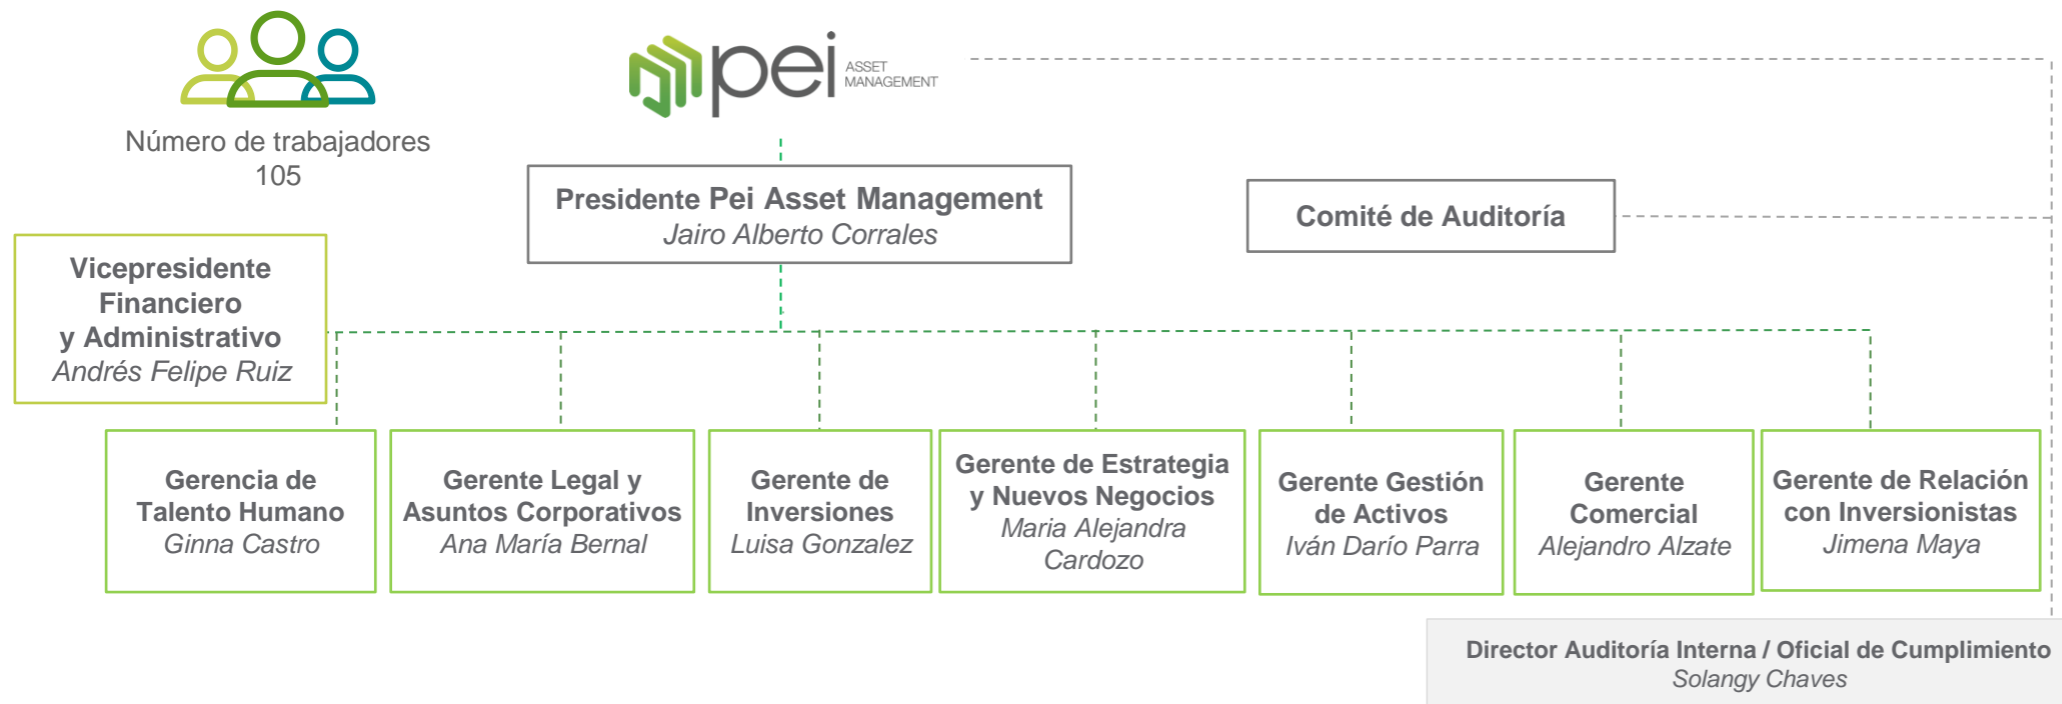 pei ASSET
MANAGEMENT
Número de trabajadores
105
Presidente Pei Asset Management
Jairo Alberto Corrales
Comité de Auditoría
Vicepresidente
Financiero
y Administrativo
Andrés Felipe Ruiz
Gerencia de
Talento Humano
Ginna Castro
Gerente Legal y
Asuntos Corporativos
Ana María Bernal
Gerente de
Inversiones
Luisa Gonzalez
Gerente de Estrategia
y Nuevos Negocios
Maria Alejandra
Cardozo
Gerente Gestión
de Activos
Iván Darío Parra
Gerente
Comercial
Alejandro Alzate
Gerente de Relación
con Inversionistas
Jimena Maya
Director Auditoría Interna / Oficial de Cumplimiento
Solangy Chaves